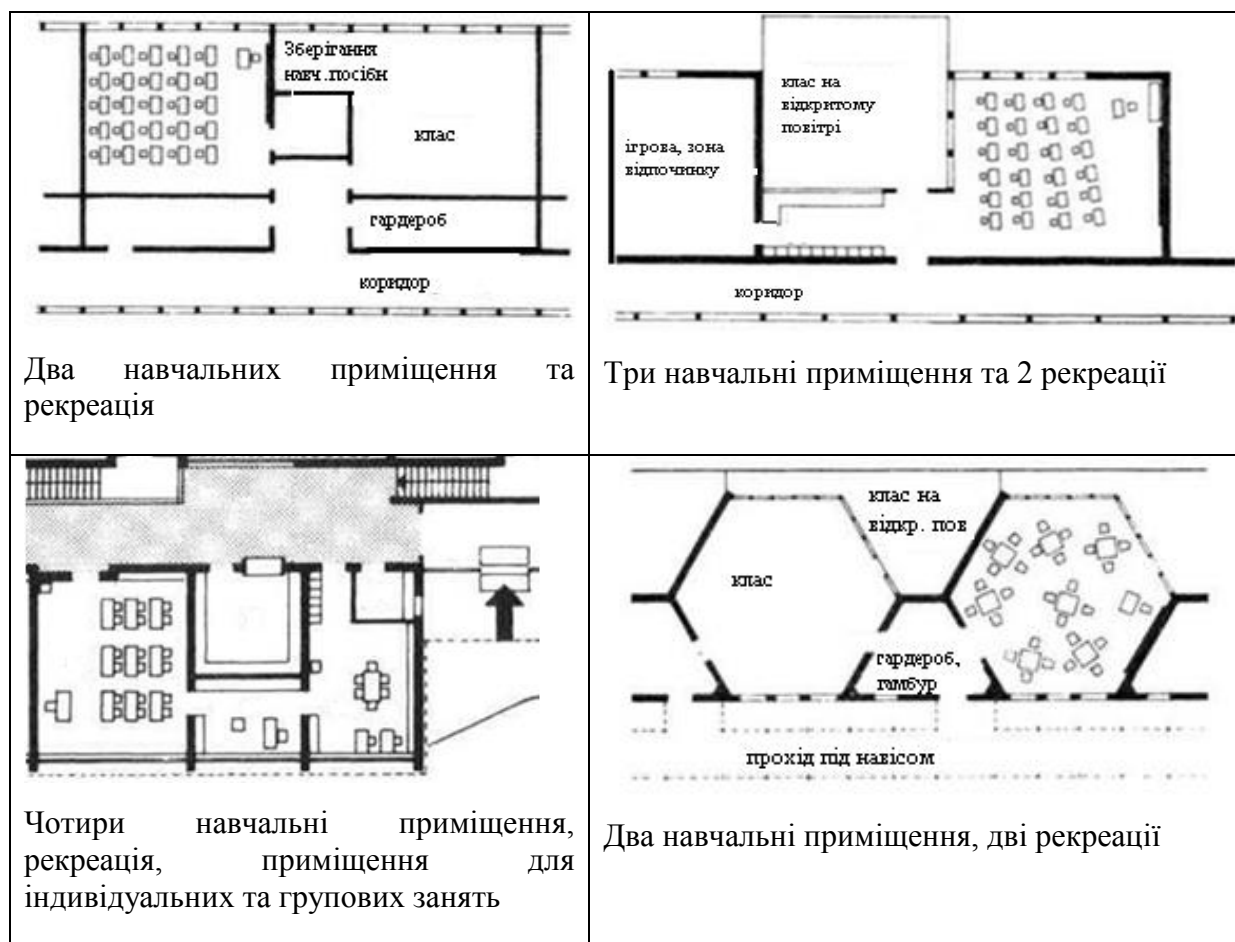 Зберігання
навч.посібн
клас
гардероб
коридор
Два навчальних приміщення та
рекреація
клас на
відкритому
повітрі
ігрова, зона
відпочинку
коридор
Три навчальні приміщення та 2 рекреації
Чотири навчальні приміщення,
рекреація, приміщення для
індивідуальних та групових занять
клас на
відкр. пов
клас
гардероб,
тамбур
прохід під навісом
Два навчальні приміщення, дві рекреації